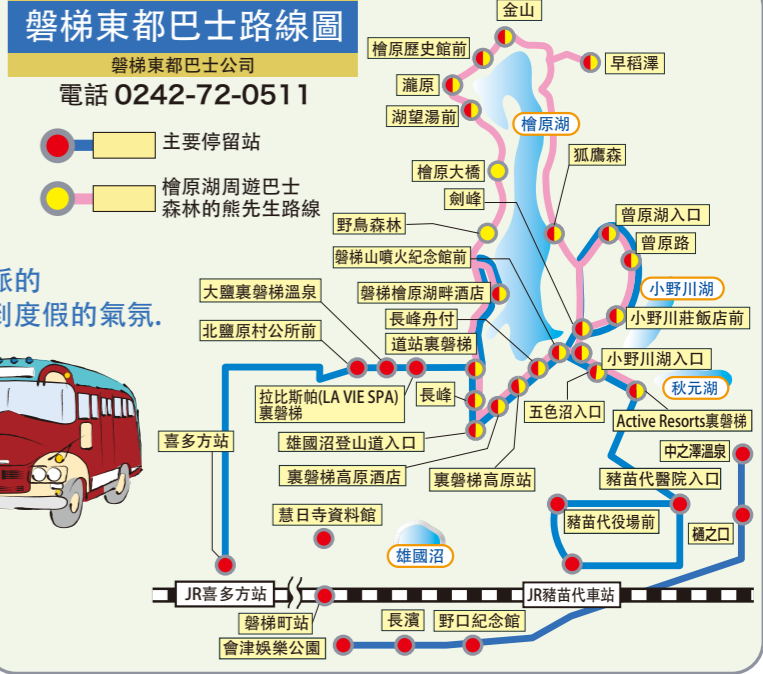 磐梯東都巴士路線圖
磐梯東都巴士公司
電話 0242-72-0511
主要停留站
檜原湖周遊巴士
森林的熊先生路線
派的
到度假的氣氛.
金山
檜原歷史館前
早稻澤
瀧原
湖望湯前
檜原湖
狐鷹森
檜原大橋
劍峰
曾原湖入口
野鳥森林
曾原路
磐梯山噴火紀念館前
大鹽裏磐梯溫泉
磐梯檜原湖畔酒店
小野川湖
長峰舟付
小野川莊飯店前
北鹽原村公所前
道站裏磐梯
小野川湖入口
拉比斯帕(LA VIE SPA)
裏磐梯
長峰
五色沼入口
秋元湖
Active Resorts裏磐梯
喜多方站
雄國沼登山道入口
中之澤溫泉
裏磐梯高原酒店
裏磐梯高原站
豬苗代醫院入口
慧日寺資料館
豬苗代役場前
樋之口
雄國沼
JR喜多方站
JR豬苗代車站
磐梯町站
長濱
野口紀念館
會津娛樂公園